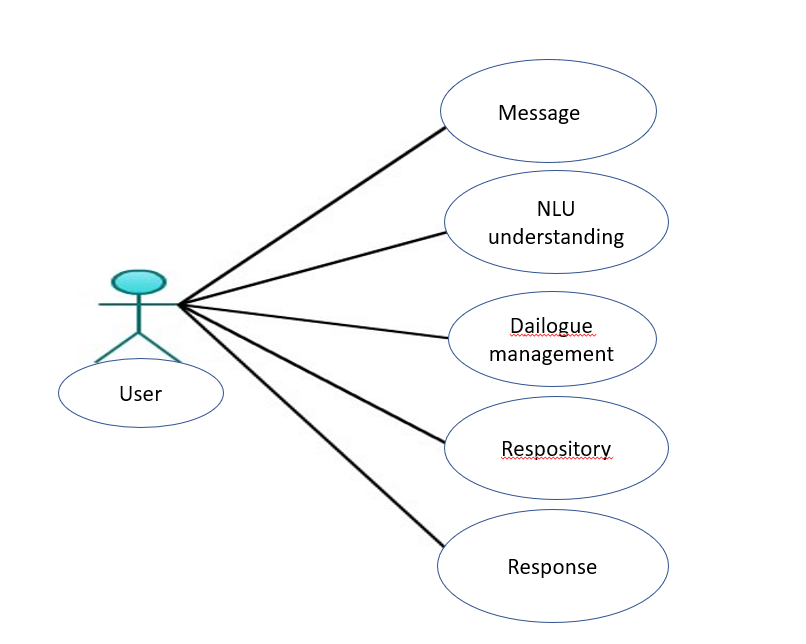 Message
NLU
understanding
Dailogue
management
User
Respository
Response